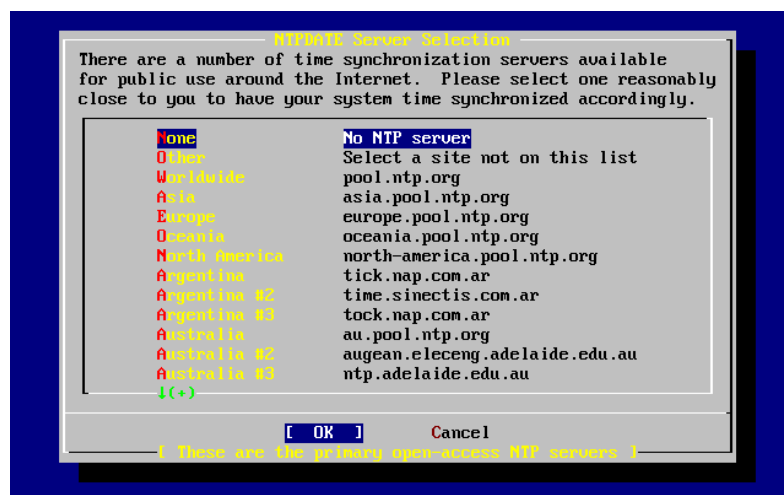 NTPDATE Server Selection
There are a number of time synchronization servers available
for public use around the Internet.  Please select one reasonably
close to you to have your system time synchronized accordingly.
None No NTP server
Other Select a site not on this list
Worldwide pool.ntp.org
Asia asia.pool.ntp.org
Europe europe.pool.ntp.org
Oceania oceania.pool.ntp.org
North America north-america.pool.ntp.org
Argentina tick.nap.com.ar
Argentina #2 time.sinectis.com.ar
Argentina #3 tock.nap.com.ar
Australia au.pool.ntp.org
Australia #2 augean.eleceng.adelaide.edu.au
Australia #3 ntp.adelaide.edu.au
↓(+)
[ OK ] Cancel
[ These are the primary open-access NTP servers ]